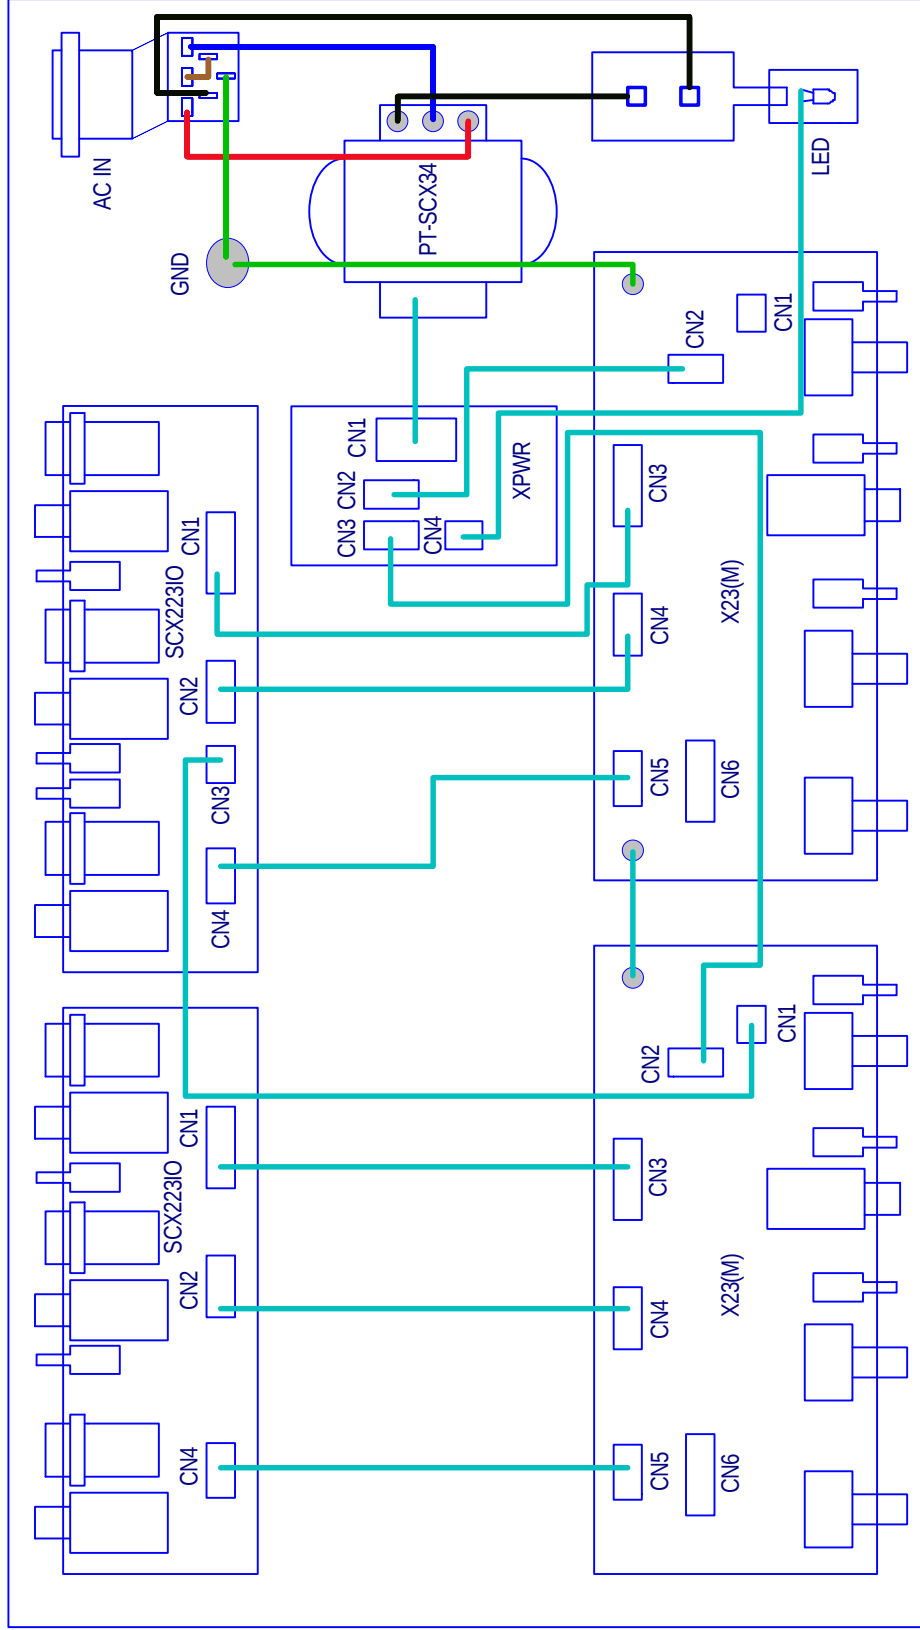 AC IN
GND
PT-SCX34
LED
CN1
CN2
CN3
CN4
XPWR
CN1
CN2
CN3
CN4
CN5
CN6
X23(M)
CN1
SCX223IO
CN2
CN3
CN4
CN1
SCX223IO
CN2
CN4
CN1
CN2
CN3
CN4
X23(M)
CN5
CN6